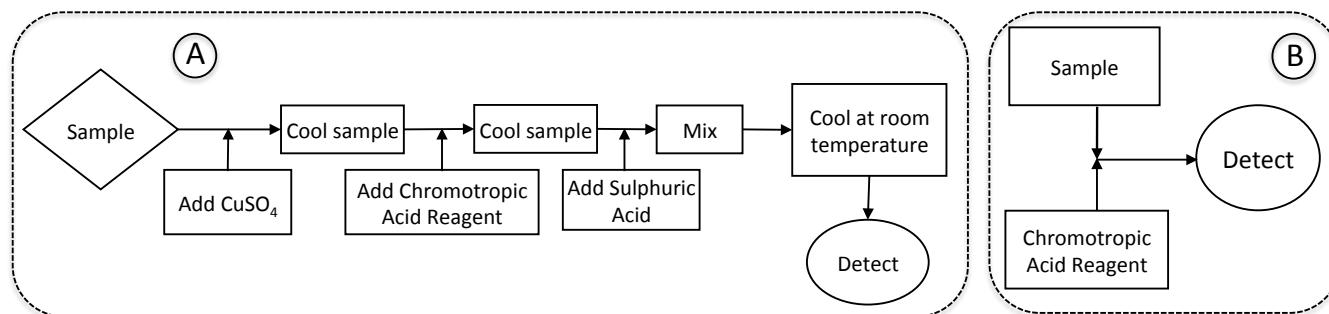 A
Sample
Add CuSO₄
Cool sample
Add Chromotropic
Acid Reagent
Cool sample
Add Sulphuric
Acid
Mix
Cool at room
temperature
Detect
B
Sample
Chromotropic
Acid Reagent
Detect